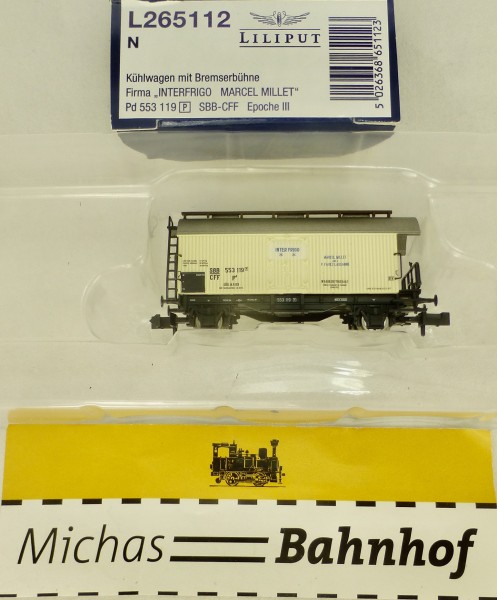 L265112
N
LILIPUT
Kühlwagen mit Bremserbühne
Firma „INTERFRIGO MARCEL MILLET"
Pd 553 119 P SBB-CFF Epoche III
5 026368 651123
INTERFRIGO
SBB 553 119
CFF P
Michas Bahnhof